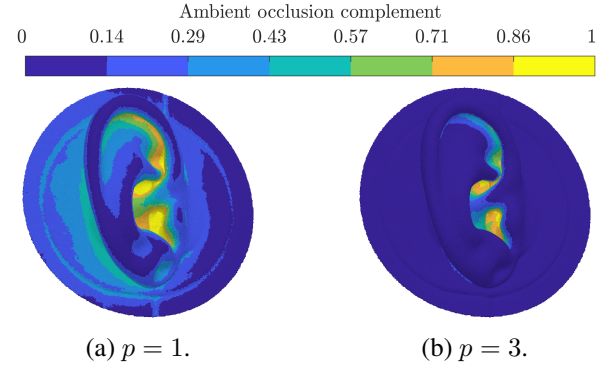 Ambient occlusion complement
0 0.14 0.29 0.43 0.57 0.71 0.86 1
(a) p = 1.
(b) p = 3.